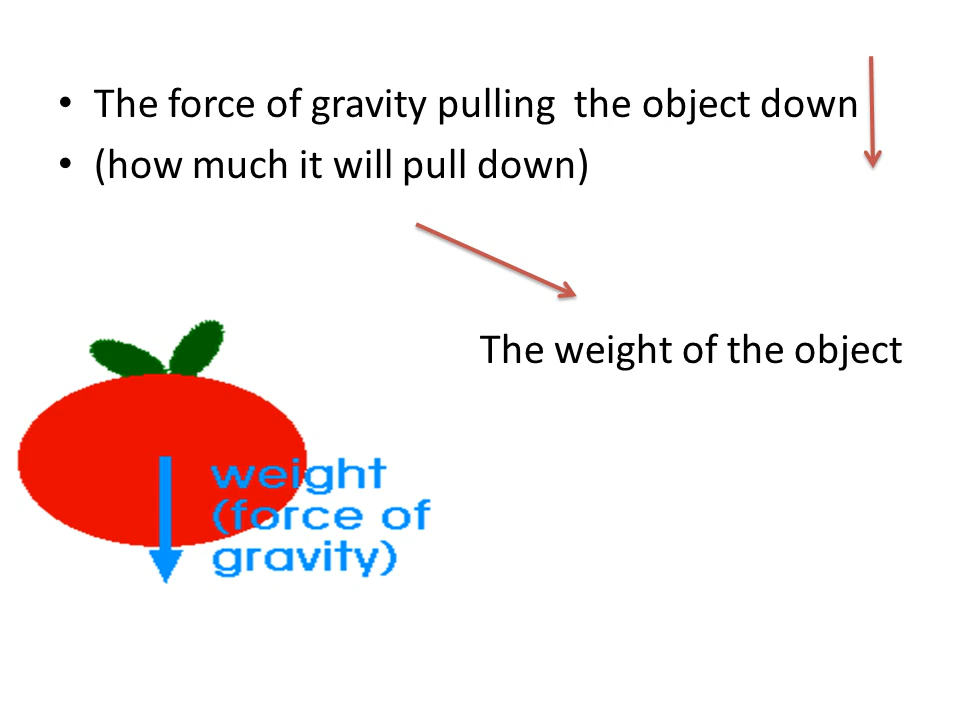 • The force of gravity pulling  the object down
• (how much it will pull down)
The weight of the object
weight
(force of
gravity)